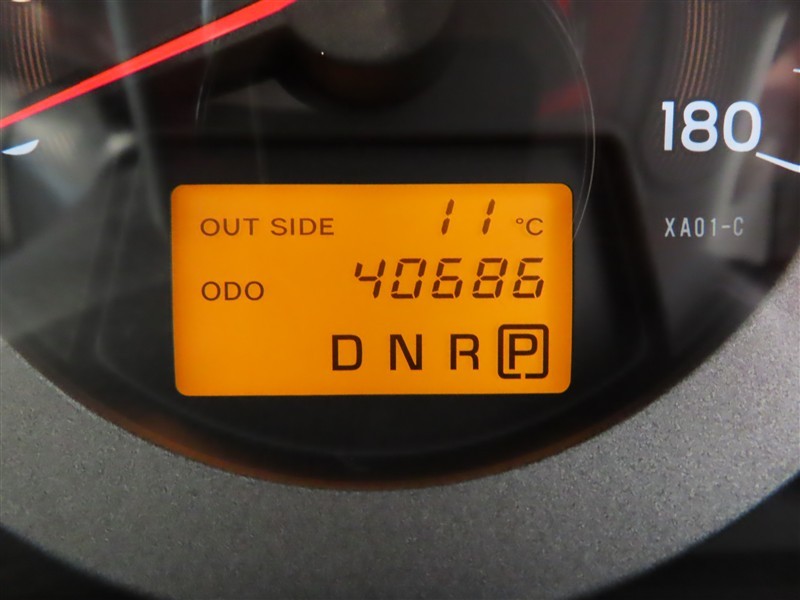 180
OUT SIDE 11 °C
XA01-C
ODO 40686
D N R P